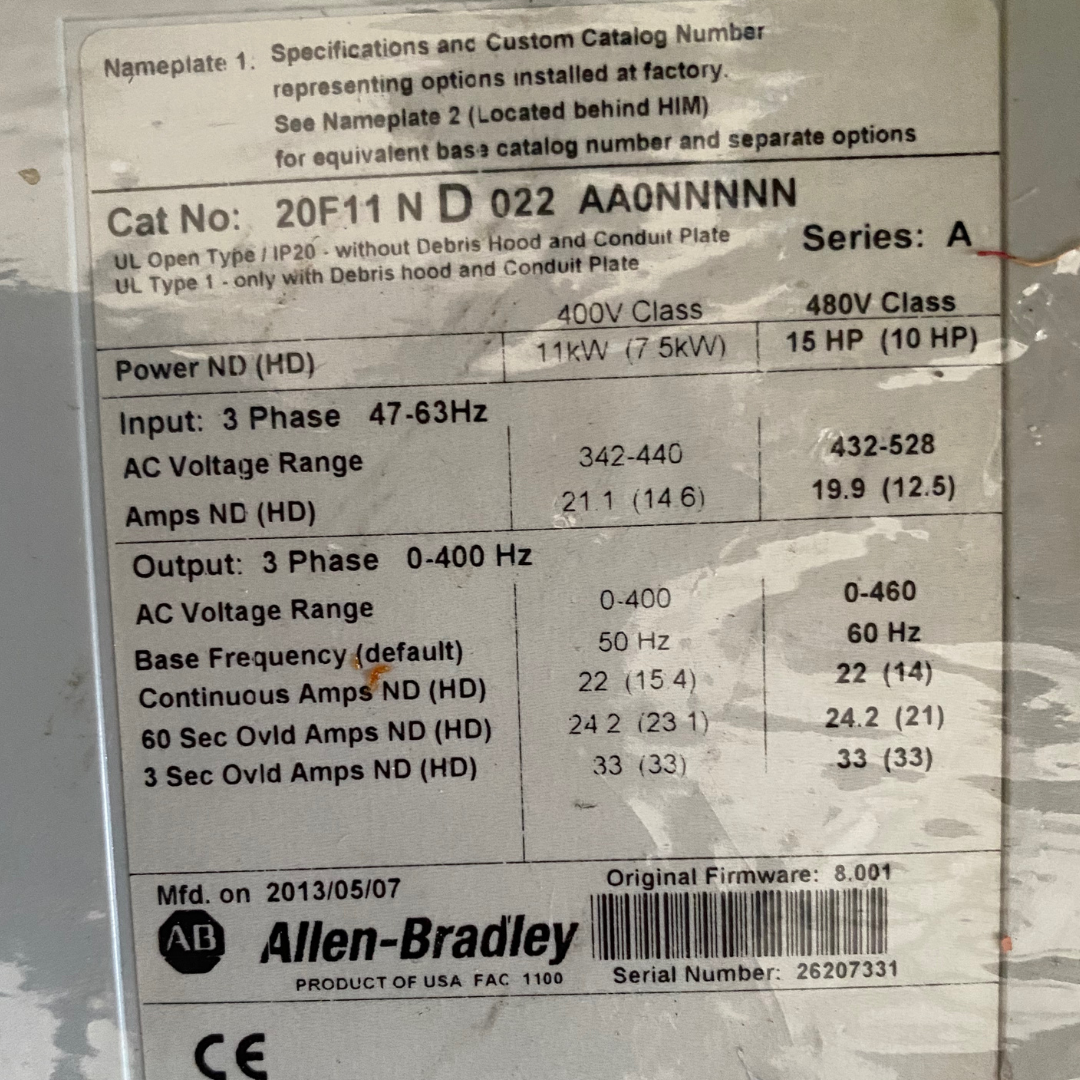 Nameplate 1: Specifications and Custom Catalog Number
representing options installed at factory.
See Nameplate 2 (Located behind HIM)
for equivalent base catalog number and separate options
Cat No: 20F11 N D 022 AA0NNNNN
UL Open Type / IP20 - without Debris Hood and Conduit Plate
Series: A
UL Type 1 - only with Debris hood and Conduit Plate
400V Class 480V Class
Power ND (HD) 11kW (7.5kW) 15 HP (10 HP)
Input: 3 Phase 47-63Hz
AC Voltage Range 342-440 432-528
Amps ND (HD) 21.1 (14.6) 19.9 (12.5)
Output: 3 Phase 0-400 Hz
AC Voltage Range 0-400 0-460
Base Frequency (default) 50 Hz 60 Hz
Continuous Amps ND (HD) 22 (15.4) 22 (14)
60 Sec Ovld Amps ND (HD) 24.2 (23.1) 24.2 (21)
3 Sec Ovld Amps ND (HD) 33 (33) 33 (33)
Mfd. on 2013/05/07
Original Firmware: 8.001
AB Allen-Bradley
PRODUCT OF USA FAC 1100
Serial Number: 26207331
CE